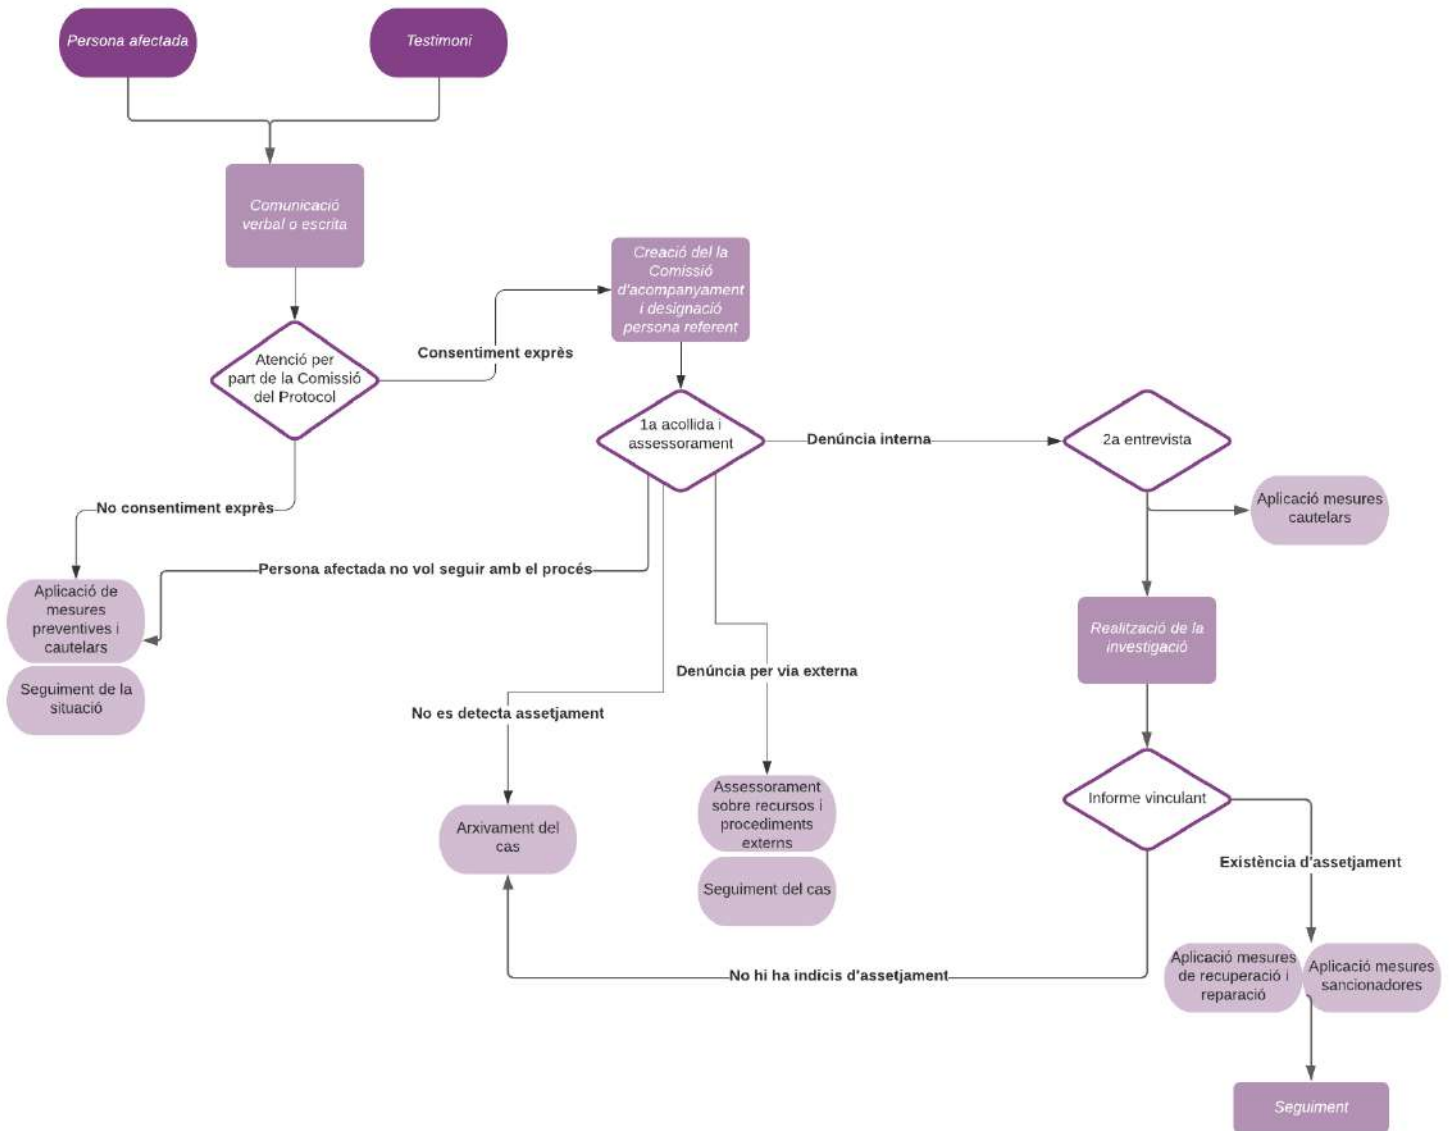 Persona afectada
Testimoni
Comunicació
verbal o escrita
Creació del la
Comissió
d'acompanyament
i designació
persona referent
Atenció per
part de la Comissió
del Protocol
Consentiment exprès
1a acollida i
assessorament
Denúncia interna
2a entrevista
Aplicació mesures
cautelars
No consentiment exprès
Persona afectada no vol seguir amb el procés
Aplicació de
mesures
preventives i
cautelars
Seguiment de la
situació
Realització de la
investigació
Denúncia per via externa
No es detecta assetjament
Assessorament
sobre recursos i
procediments
externs
Seguiment del cas
Arxivament del
cas
Informe vinculant
Existència d'assetjament
No hi ha indicis d'assetjament
Aplicació mesures
de recuperació i
reparació
Aplicació mesures
sancionadores
Seguiment